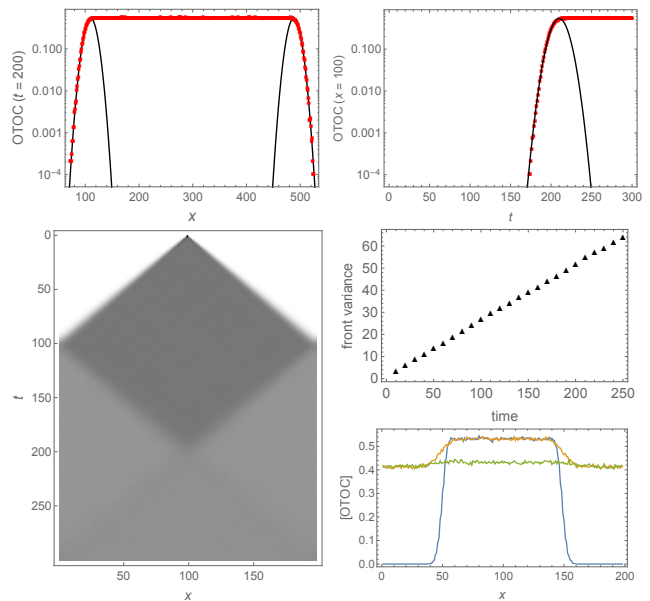 OTOC (t = 200)
0.100
0.010
0.001
10⁻⁴
100 200 300 400 500
x
OTOC (x = 100)
0.100
0.010
0.001
10⁻⁴
0 50 100 150 200 250 300
t
0
50
100
150
200
250
t
50 100 150
x
front variance
60
50
40
30
20
10
0
0 50 100 150 200 250
time
[OTOC]
0.5
0.4
0.3
0.2
0.1
0.0
0 50 100 150 200
x